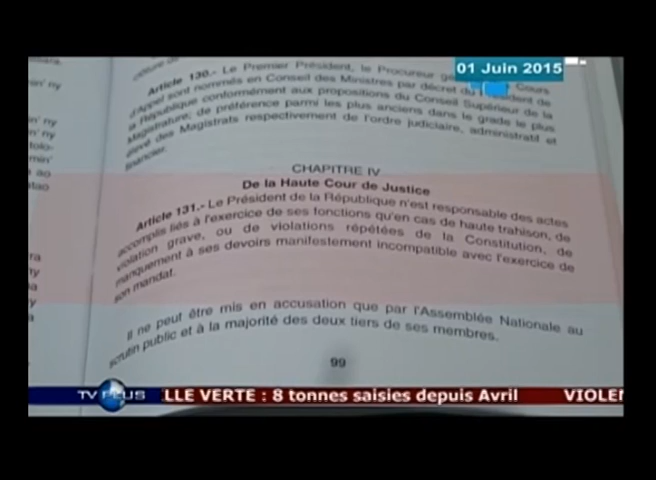 01 Juin 2015
Article 130.- Le Premier Président, le Procureur Cours
d'Appel sont nommés en Conseil des Ministres par décret du de
la République conformément aux propositions du Conseil Supérieur de la
Magistrature; de préférence parmi les plus anciens dans le grade le plus
élevé des Magistrats respectivement de l'ordre judiciaire, administratif et
financier.
CHAPITRE IV
De la Haute Cour de Justice
Article 131.- Le Président de la République n'est responsable des actes
accomplis liés à l'exercice de ses fonctions qu'en cas de haute trahison, de
violation grave, ou de violations répétées de la Constitution, de
manquement à ses devoirs manifestement incompatible avec l'exercice de
son mandat.
Il ne peut être mis en accusation que par l'Assemblée Nationale au
scrutin public et à la majorité des deux tiers de ses membres.
99
TV PLUS LLE VERTE : 8 tonnes saisies depuis Avril VIOLEN